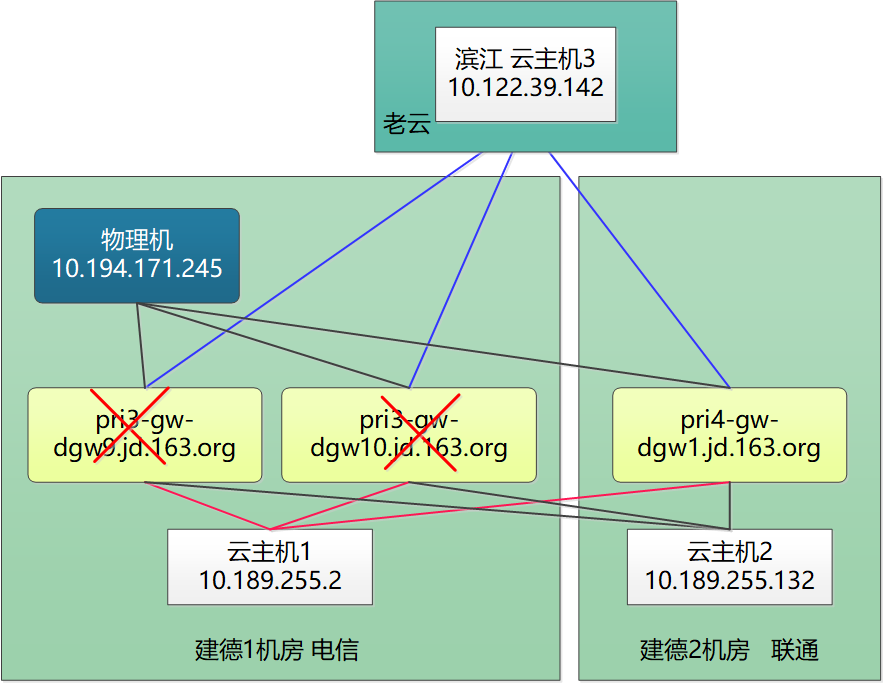 滨江 云主机3
10.122.39.142
老云
物理机
10.194.171.245
pri3-gw-
dgw9.jd.163.org
pri3-gw-
dgw10.jd.163.org
pri4-gw-
dgw1.jd.163.org
云主机1
10.189.255.2
云主机2
10.189.255.132
建德1机房 电信
建德2机房 联通